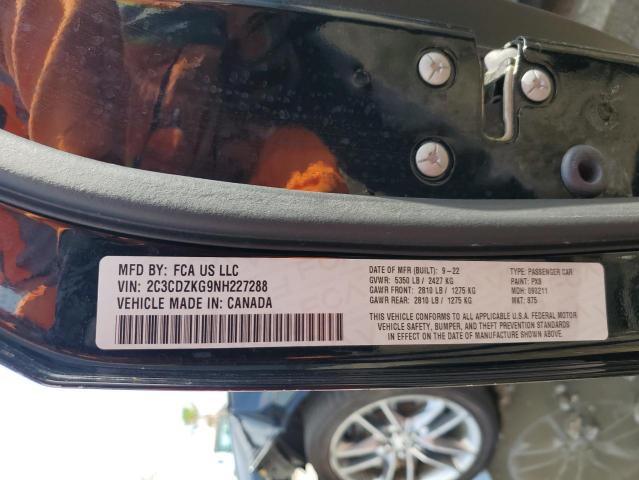 MFD BY: FCA US LLC
VIN: 2C3CDZKG9NH227288
VEHICLE MADE IN CANADA
DATE OF MFR (BUILT): 9-22
GVWR: 5350 LB / 2427 KG
GAWR FRONT: 2810 LB / 1275 KG
GAWR REAR: 2810 LB / 1275 KG
TYPE: PASSENGER CAR
PAINT: PX8
MDH: 090211
MKT: 875
THIS VEHICLE CONFORMS TO ALL APPLICABLE U.S.A. FEDERAL MOTOR
VEHICLE SAFETY, BUMPER, AND THEFT PREVENTION STANDARDS
IN EFFECT ON THE DATE OF MANUFACTURE SHOWN ABOVE.